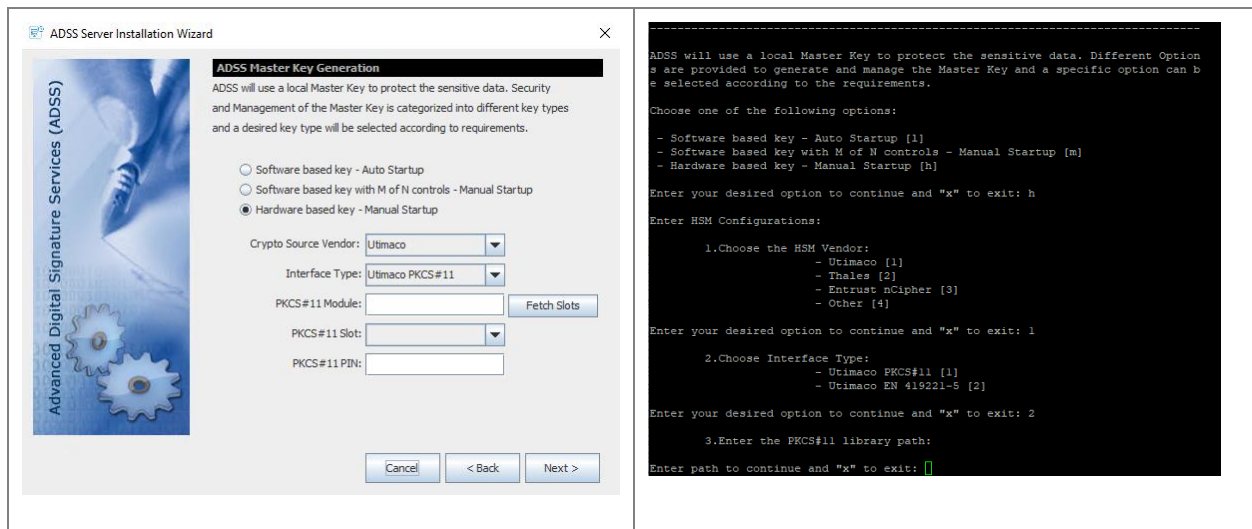 ADSS Server Installation Wizard
Advanced Digital Signature Services (ADSS)
ADSS Master Key Generation
ADSS will use a local Master Key to protect the sensitive data. Security
and Management of the Master Key is categorized into different key types
and a desired key type will be selected according to requirements.
Software based key - Auto Startup
Software based key with M of N controls - Manual Startup
Hardware based key - Manual Startup
Crypto Source Vendor: Utimaco
Interface Type: Utimaco PKCS#11
PKCS#11 Module: Fetch Slots
PKCS#11 Slot:
PKCS#11 PIN:
Cancel < Back Next >
ADSS will use a local Master Key to protect the sensitive data. Different Option
s are provided to generate and manage the Master Key and a specific option can b
e selected according to the requirements.
Choose one of the following options:
- Software based key - Auto Startup [l]
- Software based key with M of N controls - Manual Startup [m]
- Hardware based key - Manual Startup [h]
Enter your desired option to continue and "x" to exit: h
Enter HSM Configurations:
1.Choose the HSM Vendor:
- Utimaco [1]
- Thales [2]
- Entrust nCipher [3]
- Other [4]
Enter your desired option to continue and "x" to exit: 1
2.Choose Interface Type:
- Utimaco PKCS#11 [1]
- Utimaco EN 419221-5 [2]
Enter your desired option to continue and "x" to exit: 2
3.Enter the PKCS#11 library path:
Enter path to continue and "x" to exit: